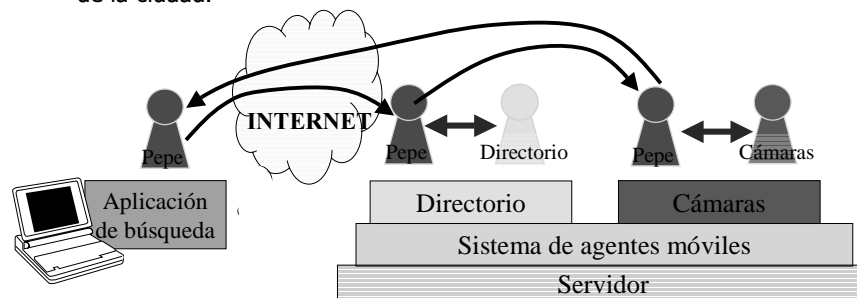 de la ciudad.
INTERNET
Pepe
Pepe
Directorio
Pepe
Cámaras
Aplicación
de búsqueda
Directorio
Cámaras
Sistema de agentes móviles
Servidor